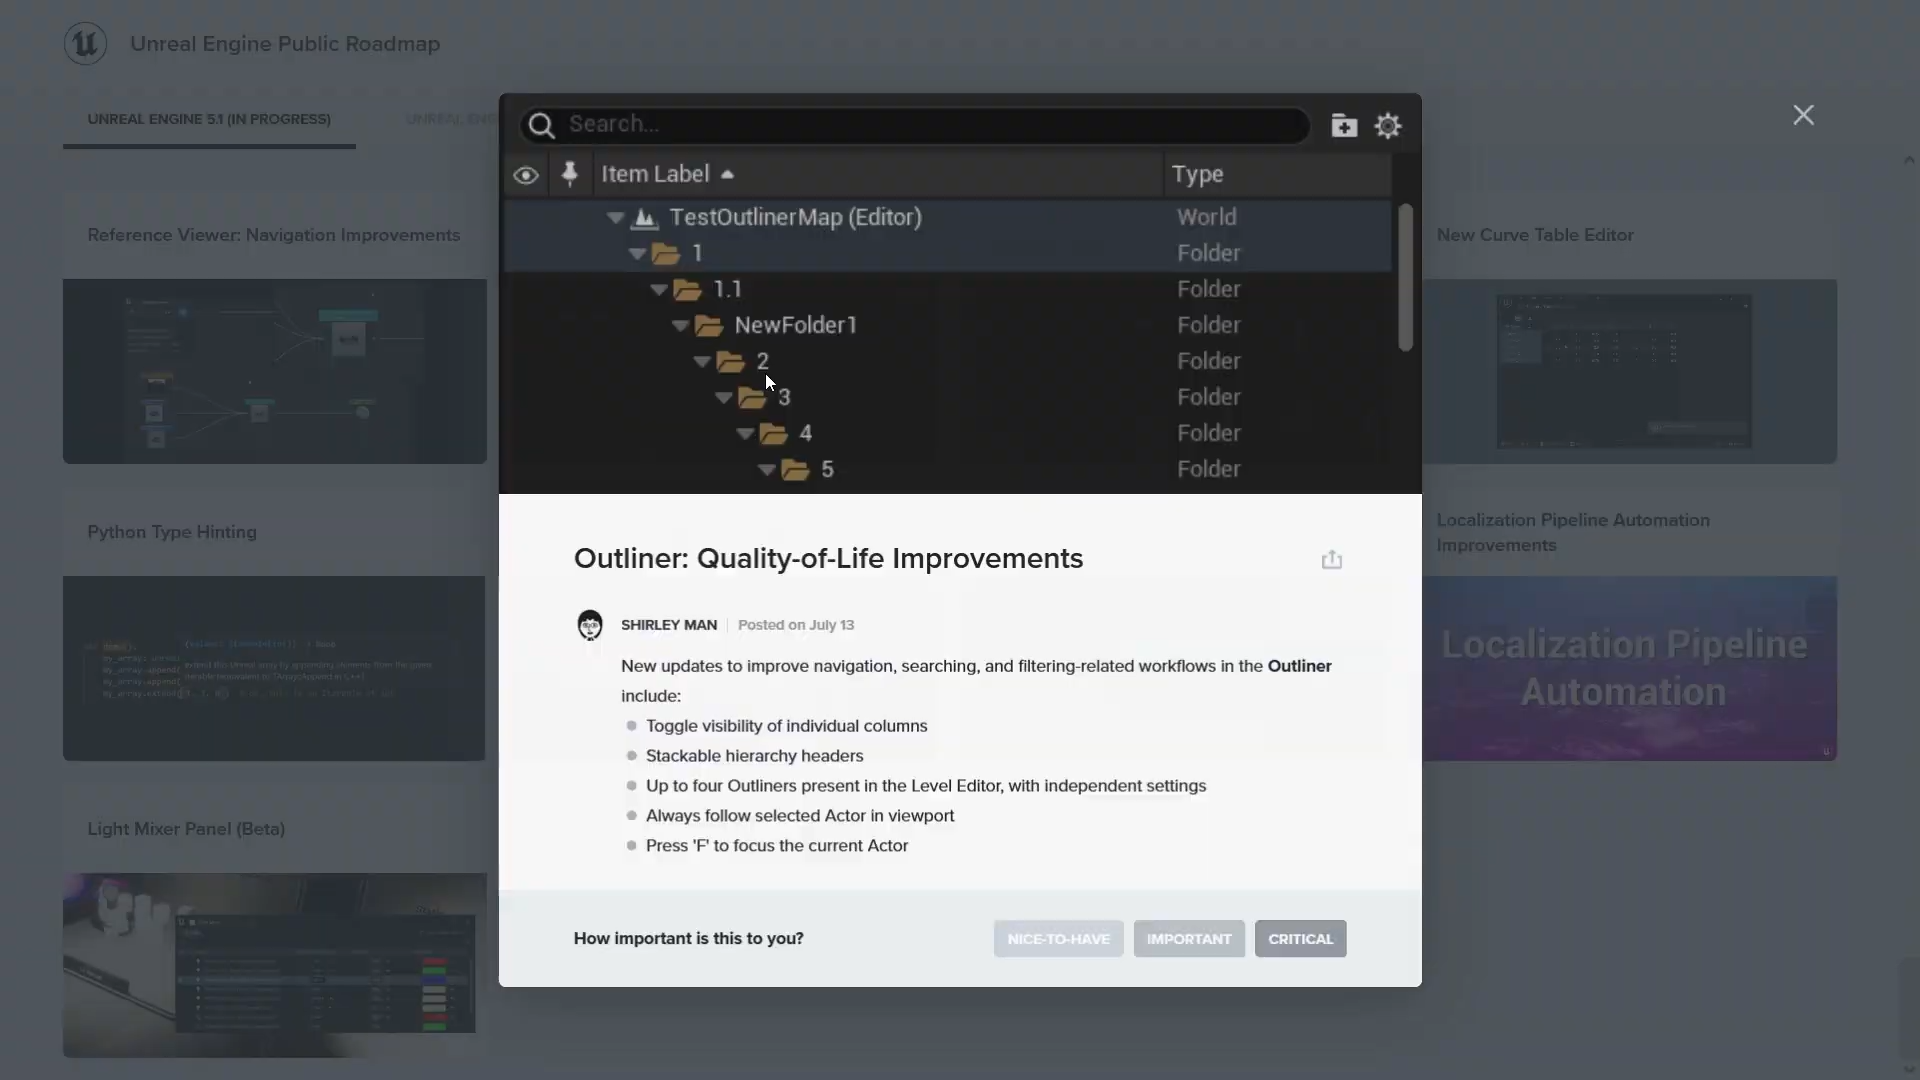 Unreal Engine Public Roadmap
UNREAL ENGINE 5.1 (IN PROGRESS)
UNREAL ENG
Search...
Item Label
Type
TestOutlinerMap (Editor)
World
1
Folder
1.1
Folder
NewFolder1
Folder
2
Folder
3
Folder
4
Folder
5
Folder
Reference Viewer: Navigation Improvements
New Curve Table Editor
Python Type Hinting
Localization Pipeline Automation
Improvements
Localization Pipeline
Automation
Light Mixer Panel (Beta)
Outliner: Quality-of-Life Improvements
SHIRLEY MAN
Posted on July 13
New updates to improve navigation, searching, and filtering-related workflows in the Outliner
include:
Toggle visibility of individual columns
Stackable hierarchy headers
Up to four Outliners present in the Level Editor, with independent settings
Always follow selected Actor in viewport
Press 'F' to focus the current Actor
How important is this to you?
NICE-TO-HAVE
IMPORTANT
CRITICAL